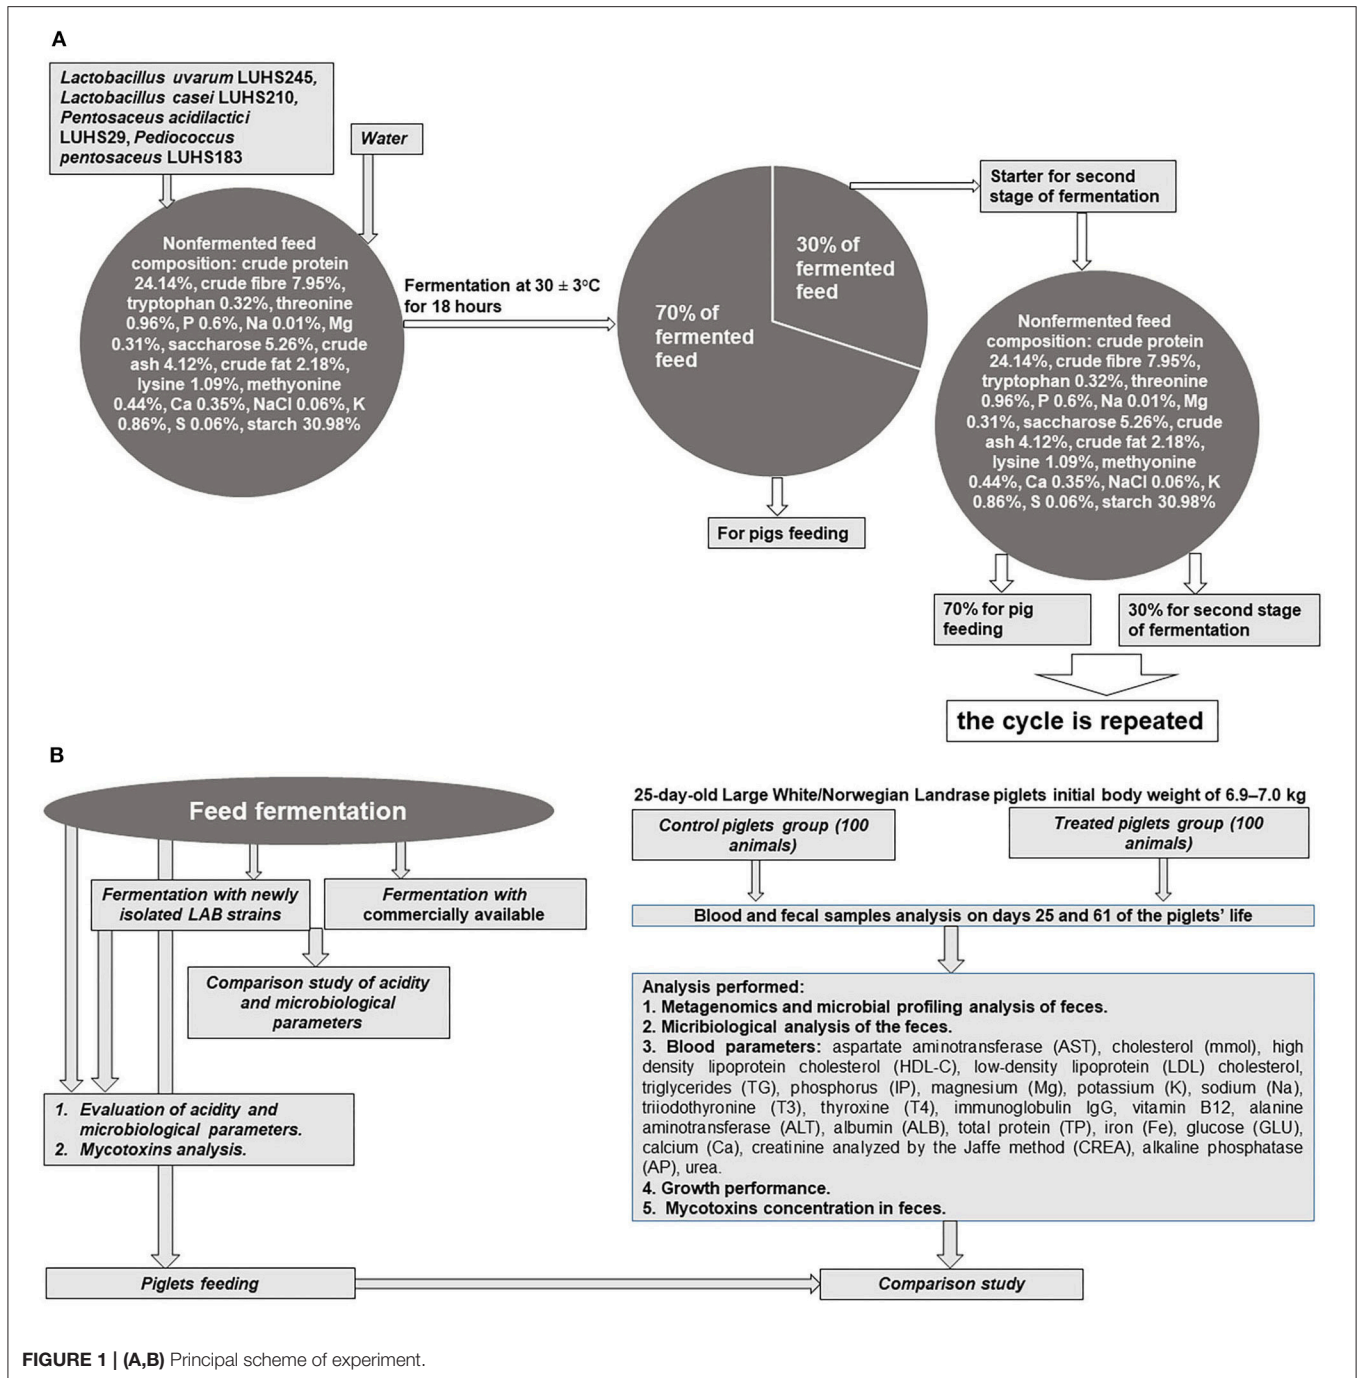 A
Lactobacillus uvarum LUHS245,
Lactobacillus casei LUHS210,
Pentosaceus acidilactici
LUHS29, Pediococcus
pentosaceus LUHS183
Water
Nonfermented feed
composition: crude protein
24.14%, crude fibre 7.95%,
tryptophan 0.32%, threonine
0.96%, P 0.6%, Na 0.01%, Mg
0.31%, saccharose 5.26%, crude
ash 4.12%, crude fat 2.18%,
lysine 1.09%, methyonine
0.44%, Ca 0.35%, NaCl 0.06%, K
0.86%, S 0.06%, starch 30.98%
Fermentation at 30 ± 3°C
for 18 hours
70% of
fermented
feed
30% of
fermented
feed
For pigs feeding
Starter for second
stage of fermentation
Nonfermented feed
composition: crude protein
24.14%, crude fibre 7.95%,
tryptophan 0.32%, threonine
0.96%, P 0.6%, Na 0.01%, Mg
0.31%, saccharose 5.26%, crude
ash 4.12%, crude fat 2.18%,
lysine 1.09%, methyonine
0.44%, Ca 0.35%, NaCl 0.06%, K
0.86%, S 0.06%, starch 30.98%
70% for pig
feeding
30% for second stage
of fermentation
the cycle is repeated
B
Feed fermentation
Fermentation with newly
isolated LAB strains
Fermentation with
commercially available
Comparison study of acidity
and microbiological
parameters
1. Evaluation of acidity and
microbiological parameters.
2. Mycotoxins analysis.
Piglets feeding
25-day-old Large White/Norwegian Landrase piglets initial body weight of 6.9–7.0 kg
Control piglets group (100
animals)
Treated piglets group (100
animals)
Blood and fecal samples analysis on days 25 and 61 of the piglets' life
Analysis performed:
1. Metagenomics and microbial profiling analysis of feces.
2. Micribiological analysis of the feces.
3. Blood parameters: aspartate aminotransferase (AST), cholesterol (mmol), high
density lipoprotein cholesterol (HDL-C), low-density lipoprotein (LDL) cholesterol,
triglycerides (TG), phosphorus (IP), magnesium (Mg), potassium (K), sodium (Na),
triiodothyronine (T3), thyroxine (T4), immunoglobulin IgG, vitamin B12, alanine
aminotransferase (ALT), albumin (ALB), total protein (TP), iron (Fe), glucose (GLU),
calcium (Ca), creatinine analyzed by the Jaffe method (CREA), alkaline phosphatase
(AP), urea.
4. Growth performance.
5. Mycotoxins concentration in feces.
Comparison study
FIGURE 1 | (A,B) Principal scheme of experiment.